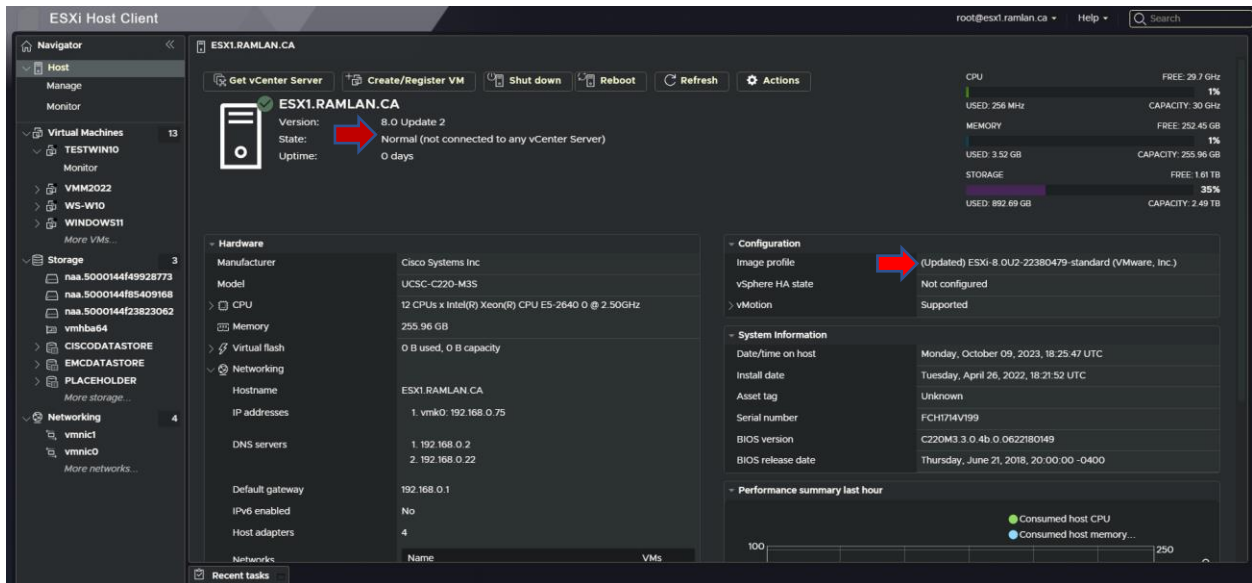 ESXi Host Client
root@esx1.ramlan.ca
Help
Search
Navigator
Host
Manage
Monitor
Virtual Machines 13
TESTWIN10
Monitor
VMM2022
WS-W10
WINDOWS11
More VMs...
Storage 3
naa.5000144f49928773
naa.5000144f85409168
naa.5000144f23823062
vmhba64
CISCODATASTORE
EMCDATASTORE
PLACEHOLDER
More storage...
Networking 4
vmnic1
vmnic0
More networks...
ESX1.RAMLAN.CA
Get vCenter Server
Create/Register VM
Shut down
Reboot
Refresh
Actions
ESX1.RAMLAN.CA
Version: 8.0 Update 2
State: Normal (not connected to any vCenter Server)
Uptime: 0 days
CPU FREE: 29.7 GHz
1%
USED: 256 MHz CAPACITY: 30 GHz
MEMORY FREE: 252.45 GB
1%
USED: 3.52 GB CAPACITY: 255.96 GB
STORAGE FREE: 1.61 TB
35%
USED: 892.69 GB CAPACITY: 2.49 TB
Hardware
Manufacturer Cisco Systems Inc
Model UCSC-C220-M3S
CPU 12 CPUs x Intel(R) Xeon(R) CPU E5-2640 0 @ 2.50GHz
Memory 255.96 GB
Virtual flash 0 B used, 0 B capacity
Networking
Hostname ESX1.RAMLAN.CA
IP addresses 1. vmk0: 192.168.0.75
DNS servers 1. 192.168.0.2
2. 192.168.0.22
Default gateway 192.168.0.1
IPv6 enabled No
Host adapters 4
Networks Name VMs
Configuration
Image profile (Updated) ESXi-8.0U2-22380479-standard (VMware, Inc.)
vSphere HA state Not configured
vMotion Supported
System Information
Date/time on host Monday, October 09, 2023, 18:25:47 UTC
Install date Tuesday, April 26, 2022, 18:21:52 UTC
Asset tag Unknown
Serial number FCH1714V199
BIOS version C220M3.3.0.4b.0.0622180149
BIOS release date Thursday, June 21, 2018, 20:00:00 -0400
Performance summary last hour
Consumed host CPU
Consumed host memory...
100 250
Recent tasks